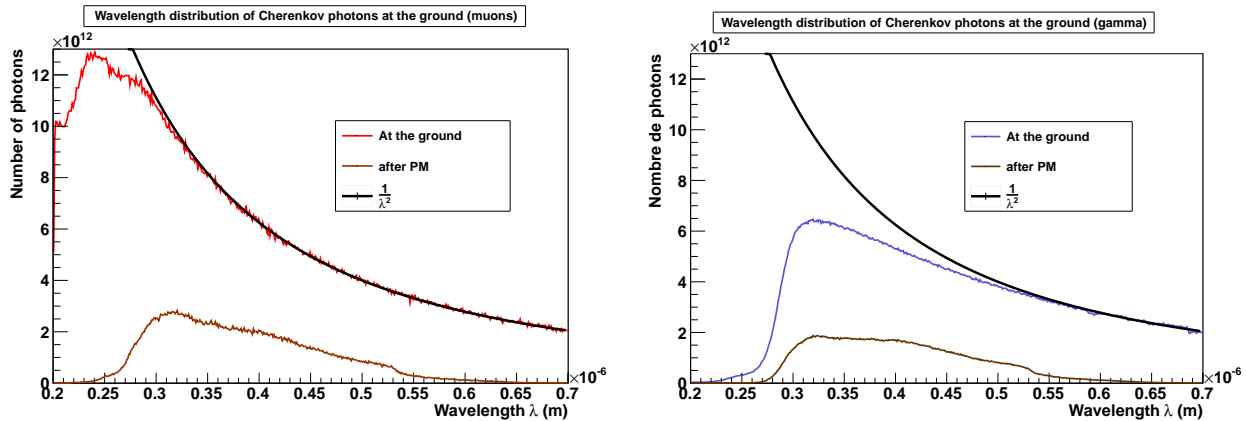 Wavelength distribution of Cherenkov photons at the ground (muons)
×10¹²
Number of photons
12
10
8
6
4
2
0
At the ground
after PM
1/λ²
0.2 0.25 0.3 0.35 0.4 0.45 0.5 0.55 0.6 0.65 0.7
×10⁻⁶
Wavelength λ (m)
Wavelength distribution of Cherenkov photons at the ground (gamma)
×10¹²
Nombre de photons
12
10
8
6
4
2
0
At the ground
after PM
1/λ²
0.2 0.25 0.3 0.35 0.4 0.45 0.5 0.55 0.6 0.65 0.7
×10⁻⁶
Wavelength λ (m)